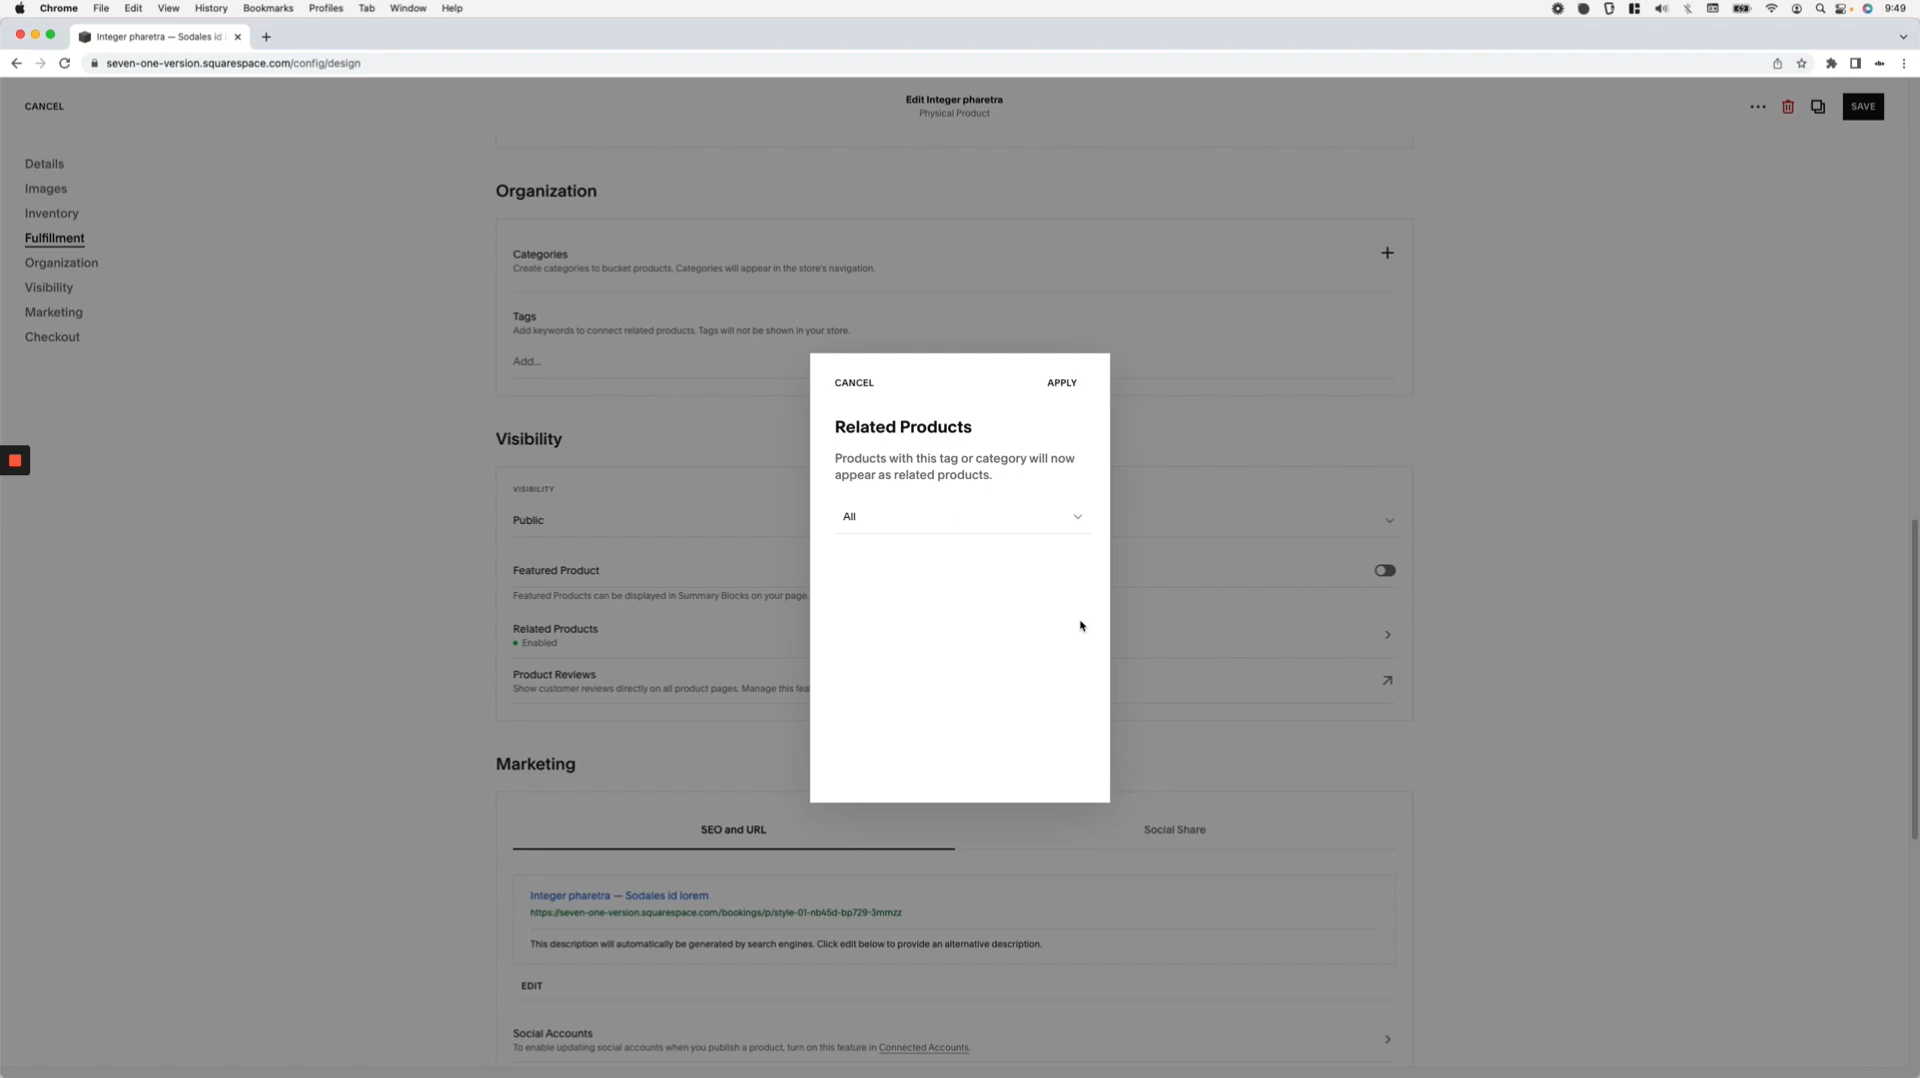 Chrome File Edit View History Bookmarks Profiles Tab Window Help 9:49
Integer pharetra — Sodales id
seven-one-version.squarespace.com/config/design
CANCEL
Edit Integer pharetra
Physical Product
SAVE
Details
Images
Inventory
Fulfillment
Organization
Visibility
Marketing
Checkout
Organization
Categories
Create categories to bucket products. Categories will appear in the store's navigation.
Tags
Add keywords to connect related products. Tags will not be shown in your store.
Add...
Visibility
VISIBILITY
Public
Featured Product
Featured Products can be displayed in Summary Blocks on your page.
Related Products
Enabled
Product Reviews
Show customer reviews directly on all product pages. Manage this fea
CANCEL APPLY
Related Products
Products with this tag or category will now
appear as related products.
All
Marketing
SEO and URL Social Share
Integer pharetra — Sodales id lorem
https://seven-one-version.squarespace.com/bookings/p/style-01-nb45d-bp729-3mmzz
This description will automatically be generated by search engines. Click edit below to provide an alternative description.
EDIT
Social Accounts
To enable updating social accounts when you publish a product, turn on this feature in Connected Accounts.